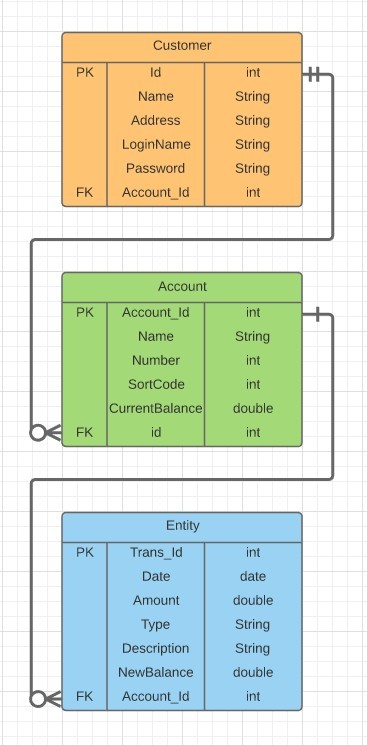 Customer
PK Id int
Name String
Address String
LoginName String
Password String
FK Account_Id int
Account
PK Account_Id int
Name String
Number int
SortCode int
CurrentBalance double
FK id int
Entity
PK Trans_Id int
Date date
Amount double
Type String
Description String
NewBalance double
FK Account_Id int